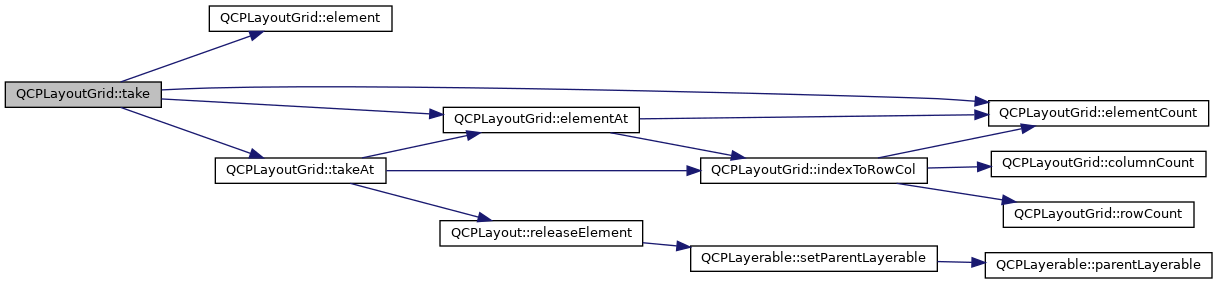 QCPLayoutGrid::element
QCPLayoutGrid::take
QCPLayoutGrid::elementAt
QCPLayoutGrid::elementCount
QCPLayoutGrid::takeAt
QCPLayoutGrid::indexToRowCol
QCPLayoutGrid::columnCount
QCPLayoutGrid::rowCount
QCPLayout::releaseElement
QCPLayerable::setParentLayerable
QCPLayerable::parentLayerable